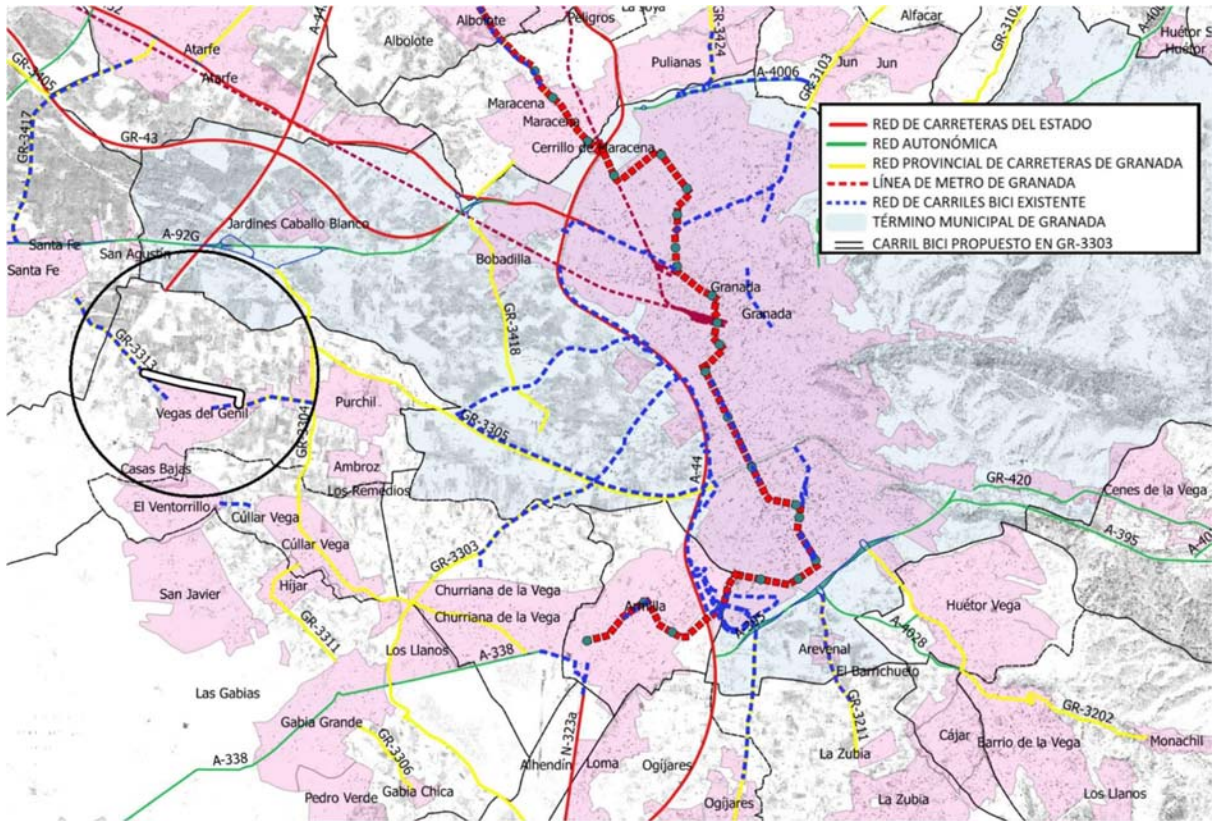 Albolote
Peligros
GR-3424
Alfacar
GR-3103
Huétor S
Huétor
Atarfe
Atarfe
Albolote
GR-3405
Pulianas
Jun
Jun
A-4006
GR-3103
Maracena
Maracena
Cerrillo de Maracena
GR-3417
GR-43
RED DE CARRETERAS DEL ESTADO
RED AUTONÓMICA
RED PROVINCIAL DE CARRETERAS DE GRANADA
LÍNEA DE METRO DE GRANADA
RED DE CARRILES BICI EXISTENTE
TÉRMINO MUNICIPAL DE GRANADA
CARRIL BICI PROPUESTO EN GR-3303
Jardines Caballo Blanco
A-92G
Santa Fe
San Agustín
Santa Fe
Bobadilla
Granada
Granada
GR-3313
GR-3418
Vegas del Genil
Purchil
GR-3304
GR-3305
Casas Bajas
Ambroz
Los Remedios
A-44
El Ventorrillo
Cúllar Vega
Cúllar Vega
GR-420
Cenes de la Vega
A-395
GR-3303
Híjar
San Javier
Churriana de la Vega
Churriana de la Vega
Armilla
Huétor Vega
GR-3311
Los Llanos
A-338
A-4028
Arevenal
El Barrichuelo
Las Gabias
Gabia Grande
GR-3211
GR-3202
A-338
GR-3306
Gabia Chica
N-323a
Alhendín
Loma
Ogíjares
La Zubia
Cájar
Barrio de la Vega
Monachil
Pedro Verde
Ogíjares
La Zubia
Los Llanos